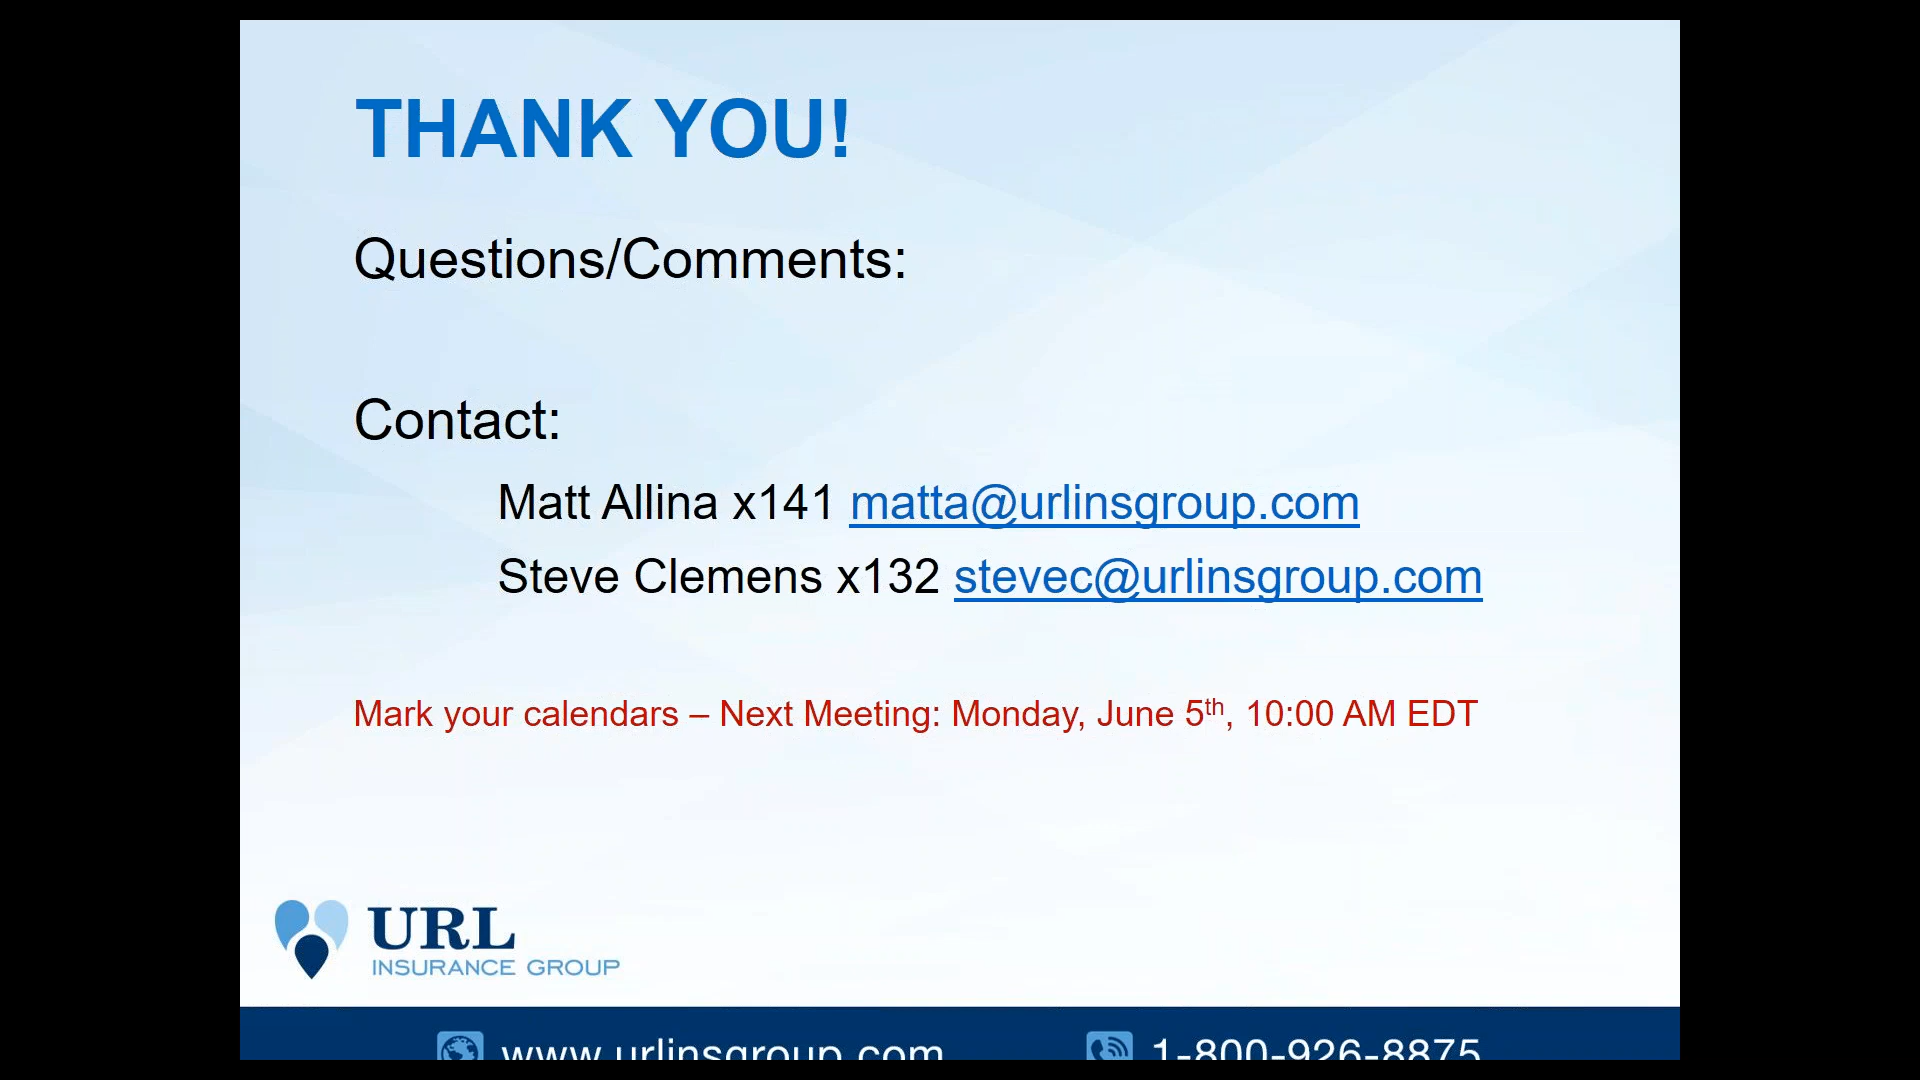 THANK YOU!
Questions/Comments:
Contact:
Matt Allina x141 matta@urlinsgroup.com
Steve Clemens x132 stevec@urlinsgroup.com
Mark your calendars – Next Meeting: Monday, June 5th, 10:00 AM EDT
URL
INSURANCE GROUP
www.urlinsgroup.com
1-800-926-8875